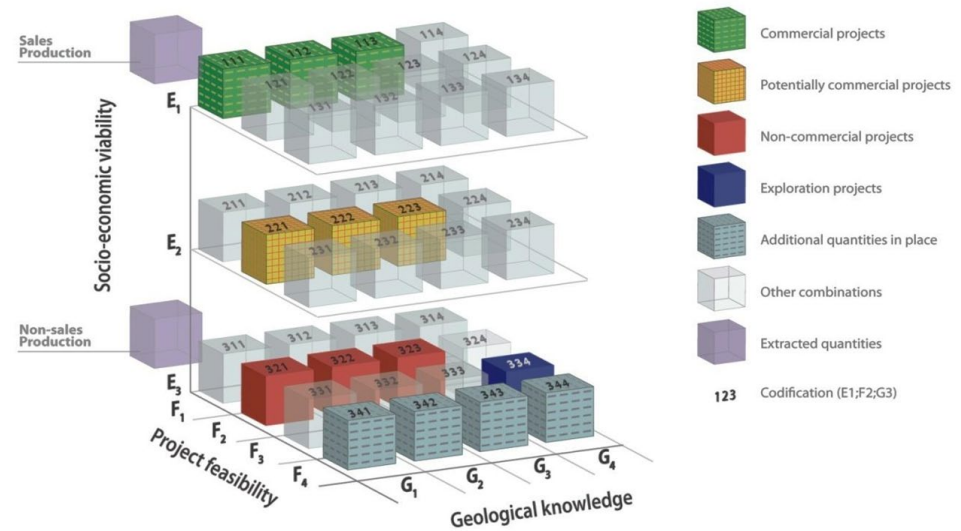 Sales
Production
Socio-economic viability
E1
111
112
113
114
121
122
123
124
131
132
133
134
E2
211
212
213
214
221
222
223
224
231
232
233
234
Non-sales
Production
E3
311
312
313
314
321
322
323
324
331
332
333
334
341
342
343
344
F1
F2
F3
F4
Project feasibility
G1
G2
G3
G4
Geological knowledge
Commercial projects
Potentially commercial projects
Non-commercial projects
Exploration projects
Additional quantities in place
Other combinations
Extracted quantities
123 Codification (E1;F2;G3)